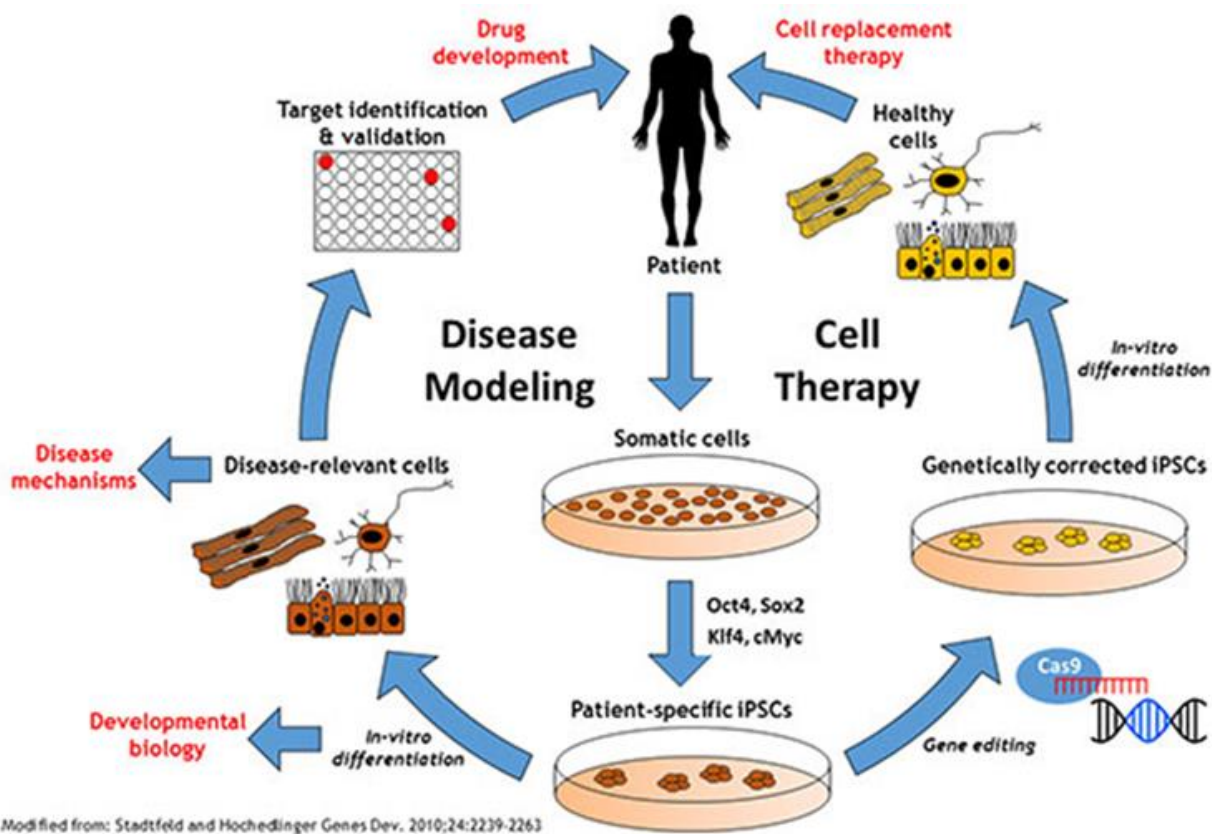 Drug
development
Cell replacement
therapy
Target identification
& validation
Healthy
cells
Patient
Disease
Modeling
Cell
Therapy
In-vitro
differentiation
Somatic cells
Disease
mechanisms
Disease-relevant cells
Genetically corrected iPSCs
Oct4, Sox2
Klf4, cMyc
Cas9
Patient-specific iPSCs
Developmental
biology
In-vitro
differentiation
Gene editing
Modified from: Stadtfeld and Hochedlinger Genes Dev. 2010;24:2239-2263